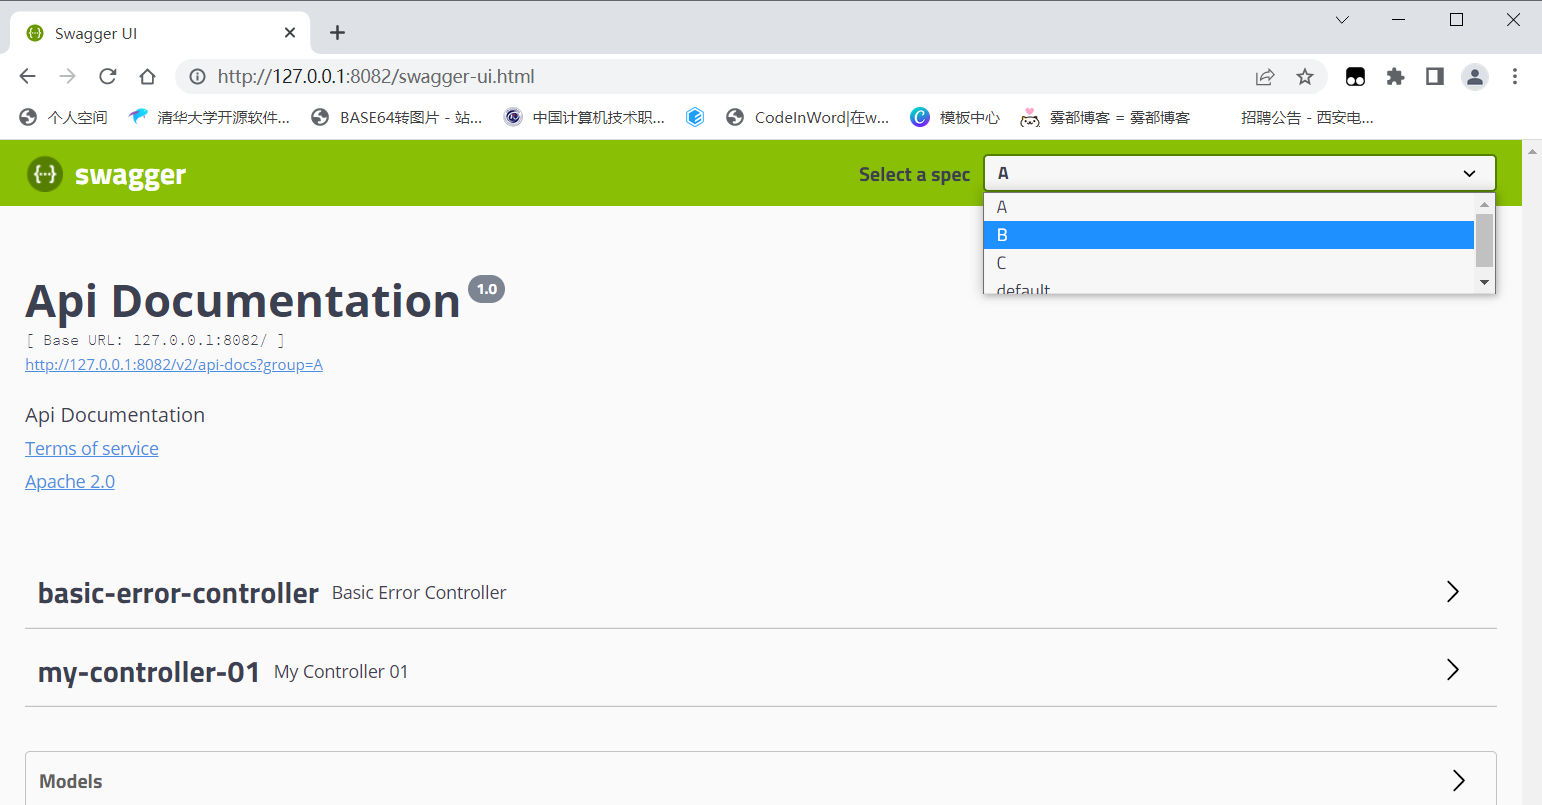 Swagger UI
http://127.0.0.1:8082/swagger-ui.html
个人空间
清华大学开源软件...
BASE64转图片 - 站...
中国计算机技术职...
CodeInWord|在w...
模板中心
雾都博客 = 雾都博客
招聘公告 - 西安电...
swagger
Select a spec
A
A
B
C
default
Api Documentation 1.0
[ Base URL: 127.0.0.1:8082/ ]
http://127.0.0.1:8082/v2/api-docs?group=A
Api Documentation
Terms of service
Apache 2.0
basic-error-controller Basic Error Controller
my-controller-01 My Controller 01
Models